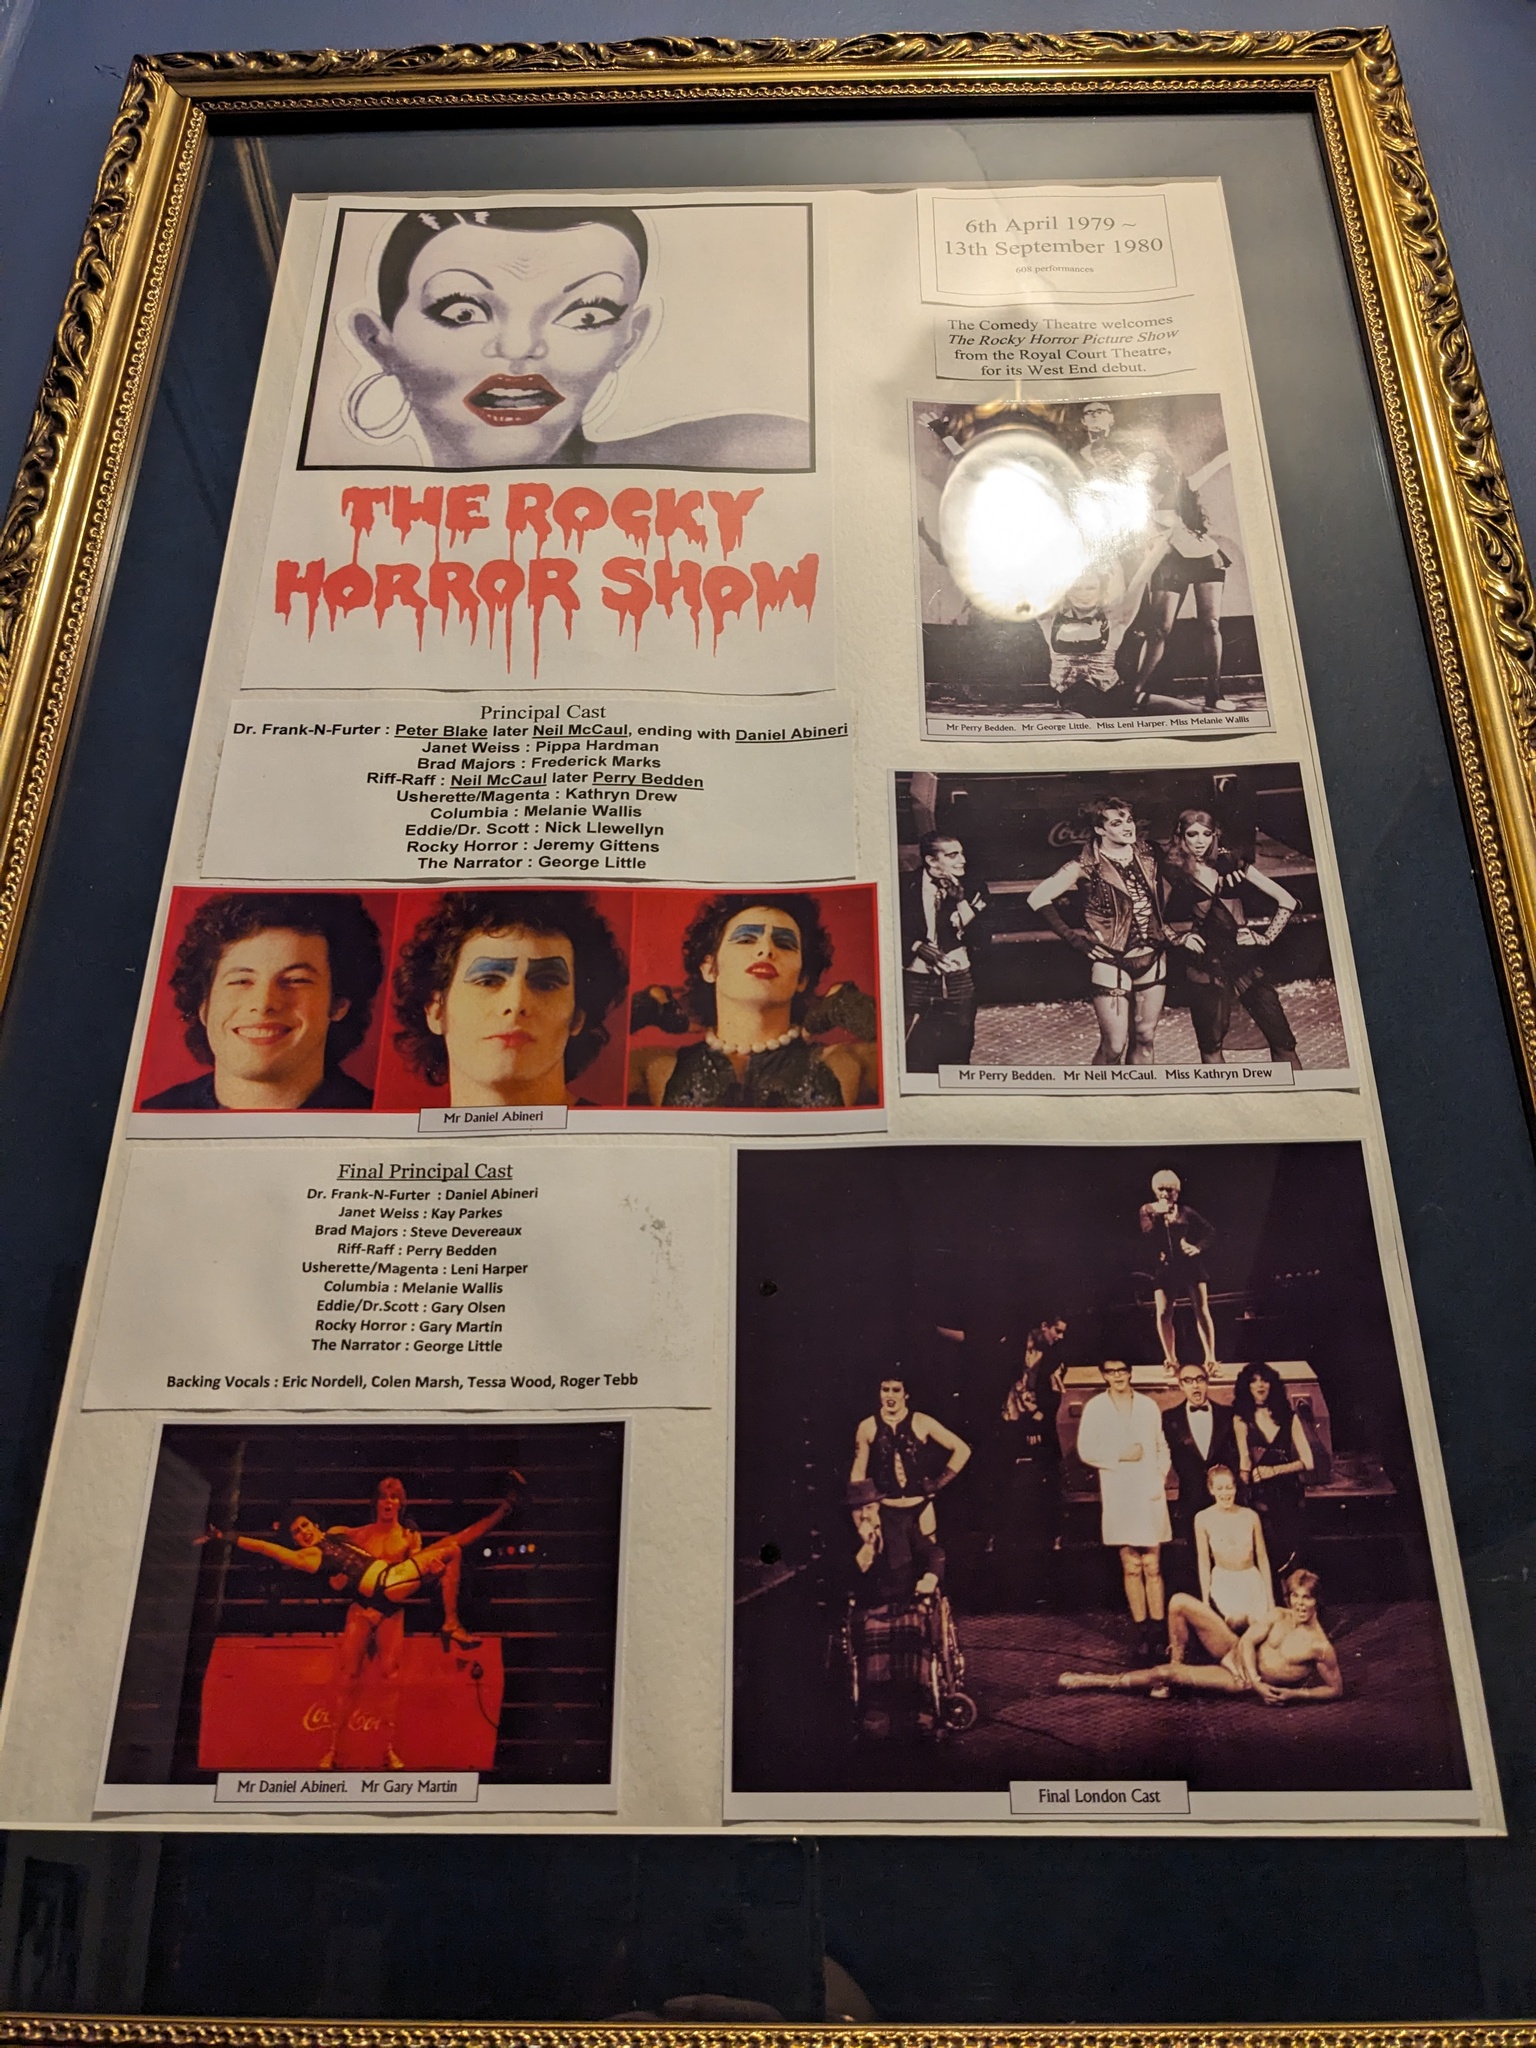 THE ROCKY
HORROR SHOW
6th April 1979 ~
13th September 1980
608 performances
The Comedy Theatre welcomes
The Rocky Horror Picture Show
from the Royal Court Theatre,
for its West End debut.
Mr Perry Bedden. Mr George Little. Miss Leni Harper. Miss Melanie Wallis
Principal Cast
Dr. Frank-N-Furter : Peter Blake later Neil McCaul, ending with Daniel Abineri
Janet Weiss : Pippa Hardman
Brad Majors : Frederick Marks
Riff-Raff : Neil McCaul later Perry Bedden
Usherette/Magenta : Kathryn Drew
Columbia : Melanie Wallis
Eddie/Dr. Scott : Nick Llewellyn
Rocky Horror : Jeremy Gittens
The Narrator : George Little
Coca
Mr Perry Bedden. Mr Neil McCaul. Miss Kathryn Drew
Mr Daniel Abineri
Final Principal Cast
Dr. Frank-N-Furter : Daniel Abineri
Janet Weiss : Kay Parkes
Brad Majors : Steve Devereaux
Riff-Raff : Perry Bedden
Usherette/Magenta : Leni Harper
Columbia : Melanie Wallis
Eddie/Dr.Scott : Gary Olsen
Rocky Horror : Gary Martin
The Narrator : George Little
Backing Vocals : Eric Nordell, Colen Marsh, Tessa Wood, Roger Tebb
Mr Daniel Abineri. Mr Gary Martin
Final London Cast